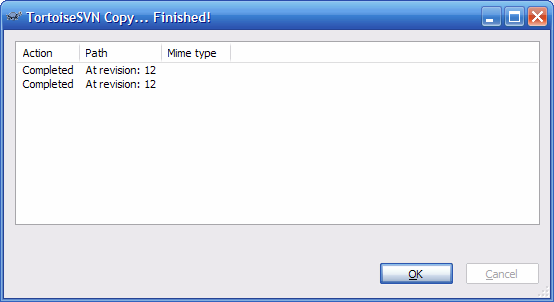 TortoiseSVN Copy... Finished!
Action Path Mime type
Completed At revision: 12
Completed At revision: 12
OK Cancel